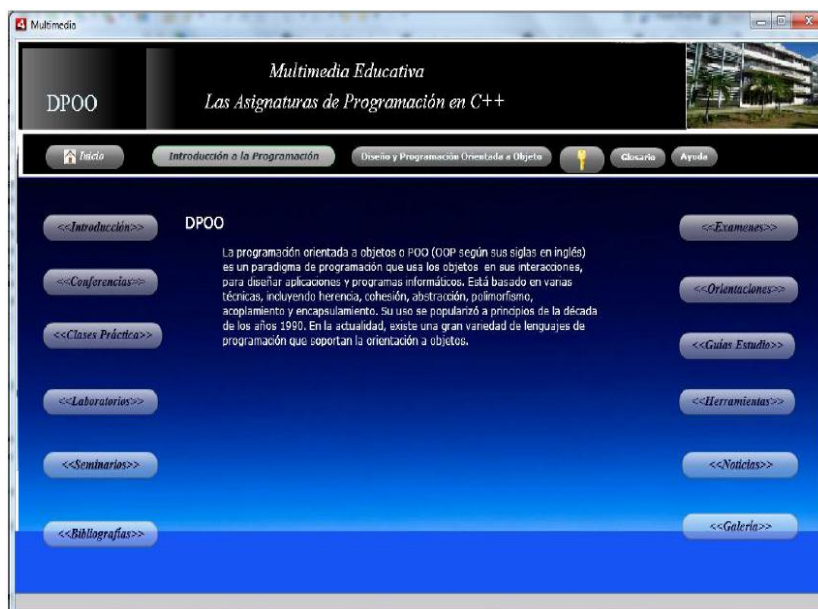 Multimedia
DPOO
Multimedia Educativa
Las Asignaturas de Programación en C++
Inicio
Introducción a la Programación
Diseño y Programación Orientada a Objeto
Glosario
Ayuda
<<Introducción>>
<<Conferencias>>
<<Clases Práctica>>
<<Laboratorios>>
<<Seminarios>>
<<Bibliografías>>
DPOO
La programación orientada a objetos o POO (OOP según sus siglas en inglés)
es un paradigma de programación que usa los objetos en sus interacciones,
para diseñar aplicaciones y programas informáticos. Está basado en varias
técnicas, incluyendo herencia, cohesión, abstracción, polimorfismo,
acoplamiento y encapsulamiento. Su uso se popularizó a principios de la década
de los años 1990. En la actualidad, existe una gran variedad de lenguajes de
programación que soportan la orientación a objetos.
<<Examenes>>
<<Orientaciones>>
<<Guías Estudio>>
<<Herramientas>>
<<Noticias>>
<<Galería>>